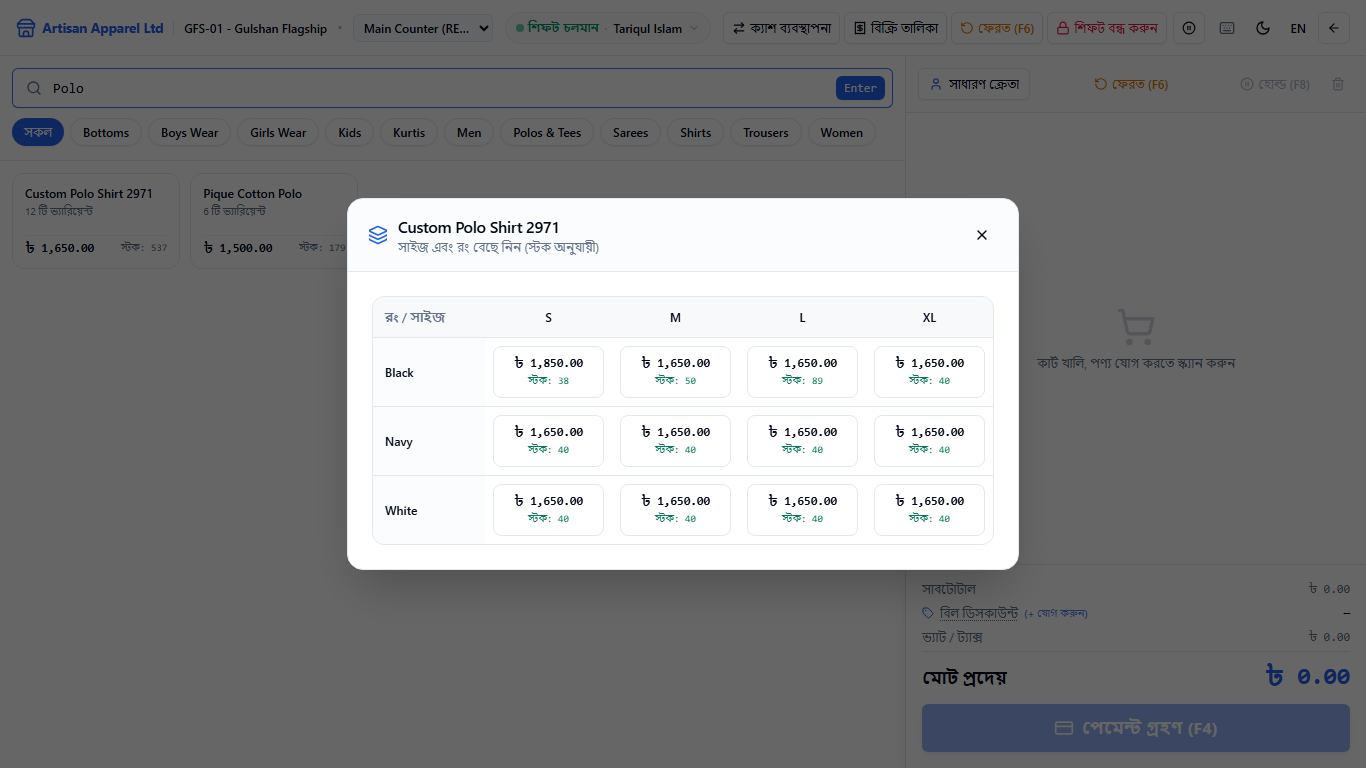 Artisan Apparel Ltd GFS-01 - Gulshan Flagship • Main Counter (RE... শিফট চলমান · Tariqul Islam ক্যাশ ব্যবস্থাপনা বিক্রি তালিকা ফেরত (F6) শিফট বন্ধ করুন EN
Polo Enter
সাধারণ ক্রেতা ফেরত (F6) হোল্ড (F8)
সকল Bottoms Boys Wear Girls Wear Kids Kurtis Men Polos & Tees Sarees Shirts Trousers Women
Custom Polo Shirt 2971
12 টি ভ্যারিয়েন্ট
৳ 1,650.00 স্টক: 537
Pique Cotton Polo
6 টি ভ্যারিয়েন্ট
৳ 1,500.00 স্টক: 179
Custom Polo Shirt 2971
সাইজ এবং রং বেছে নিন (স্টক অনুযায়ী)
রং / সাইজ S M L XL
Black ৳ 1,850.00 ৳ 1,650.00 ৳ 1,650.00 ৳ 1,650.00
স্টক: 38 স্টক: 50 স্টক: 89 স্টক: 40
Navy ৳ 1,650.00 ৳ 1,650.00 ৳ 1,650.00 ৳ 1,650.00
স্টক: 40 স্টক: 40 স্টক: 40 স্টক: 40
White ৳ 1,650.00 ৳ 1,650.00 ৳ 1,650.00 ৳ 1,650.00
স্টক: 40 স্টক: 40 স্টক: 40 স্টক: 40
কার্ট খালি, পণ্য যোগ করতে স্ক্যান করুন
সাবটোটাল ৳ 0.00
বিল ডিসকাউন্ট (+ যোগ করুন) –
ভ্যাট / ট্যাক্স ৳ 0.00
মোট প্রদেয় ৳ 0.00
পেমেন্ট গ্রহণ (F4)